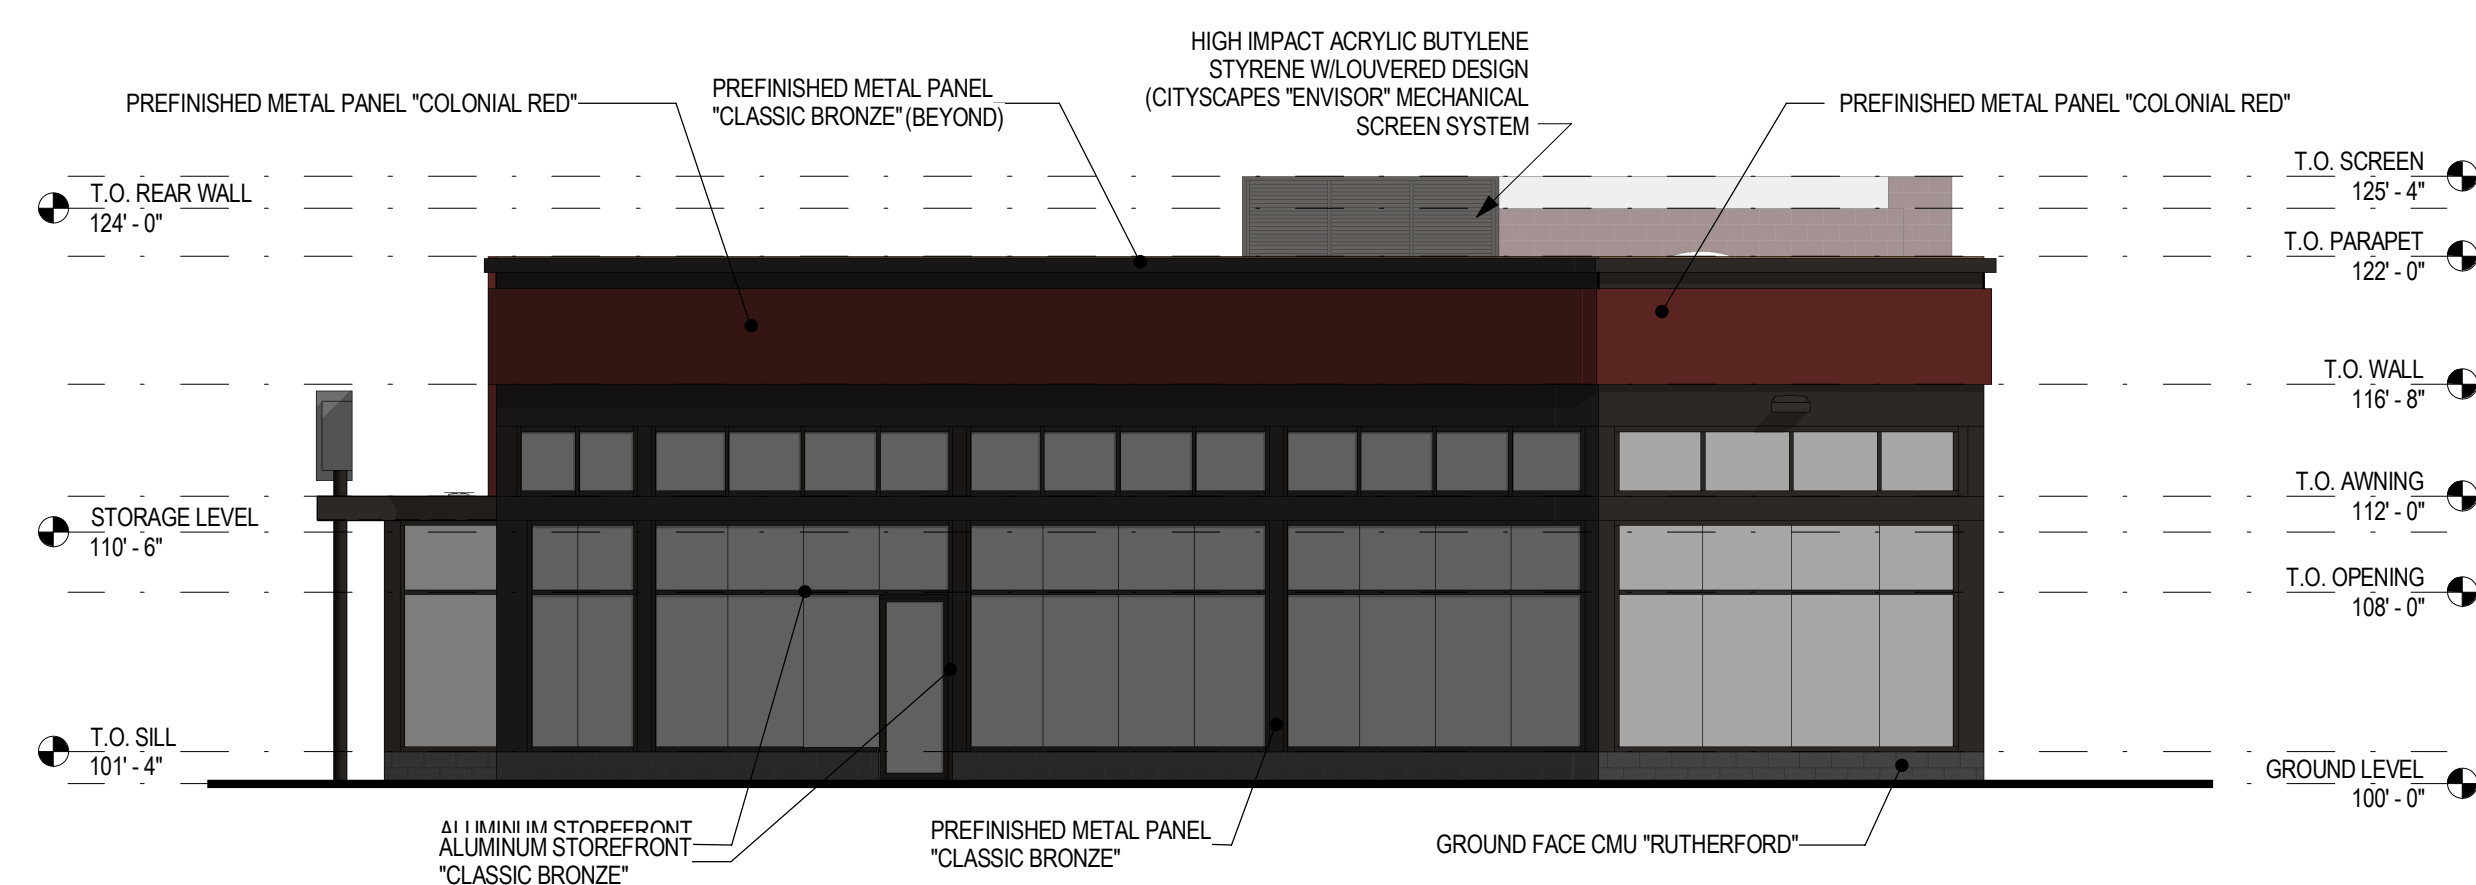 HIGH IMPACT ACRYLIC BUTYLENE
STYRENE W/LOUVERED DESIGN
(CITYSCAPES "ENVISOR" MECHANICAL
SCREEN SYSTEM
PREFINISHED METAL PANEL "COLONIAL RED"
PREFINISHED METAL PANEL
"CLASSIC BRONZE" (BEYOND)
PREFINISHED METAL PANEL "COLONIAL RED"
T.O. REAR WALL
124' - 0"
T.O. SCREEN
125' - 4"
T.O. PARAPET
122' - 0"
T.O. WALL
116' - 8"
T.O. AWNING
112' - 0"
STORAGE LEVEL
110' - 6"
T.O. OPENING
108' - 0"
T.O. SILL
101' - 4"
GROUND LEVEL
100' - 0"
ALUMINUM STOREFRONT
ALUMINUM STOREFRONT
"CLASSIC BRONZE"
PREFINISHED METAL PANEL
"CLASSIC BRONZE"
GROUND FACE CMU "RUTHERFORD"